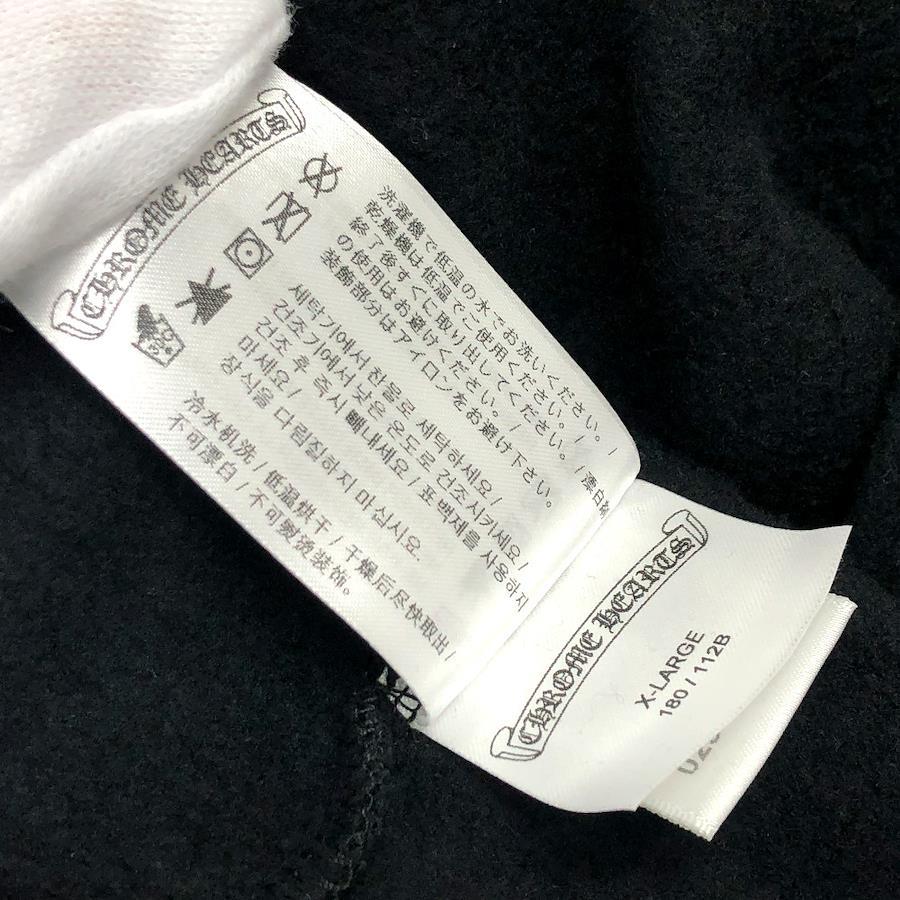 CHROME HEARTS
洗濯機で低温の水でお洗いください。/
乾燥機は低温でご使用ください。/
終了後すぐに取り出してください。/漂白剤
の使用はお避けください。/
装飾部分はアイロンをお避け下さい。
세탁기에서 찬물로 세탁하세요/
건조기에서 낮은 온도로 건조시키세요/
건조 후 즉시 빼내세요/표백제를 사용하지
마세요/
장식을 다림질하지 마십시요.
冷水机洗/低温烘干/干燥后尽快取出/
不可漂白/不可熨烫装饰。
CHROME HEARTS
X-LARGE
180 / 112B